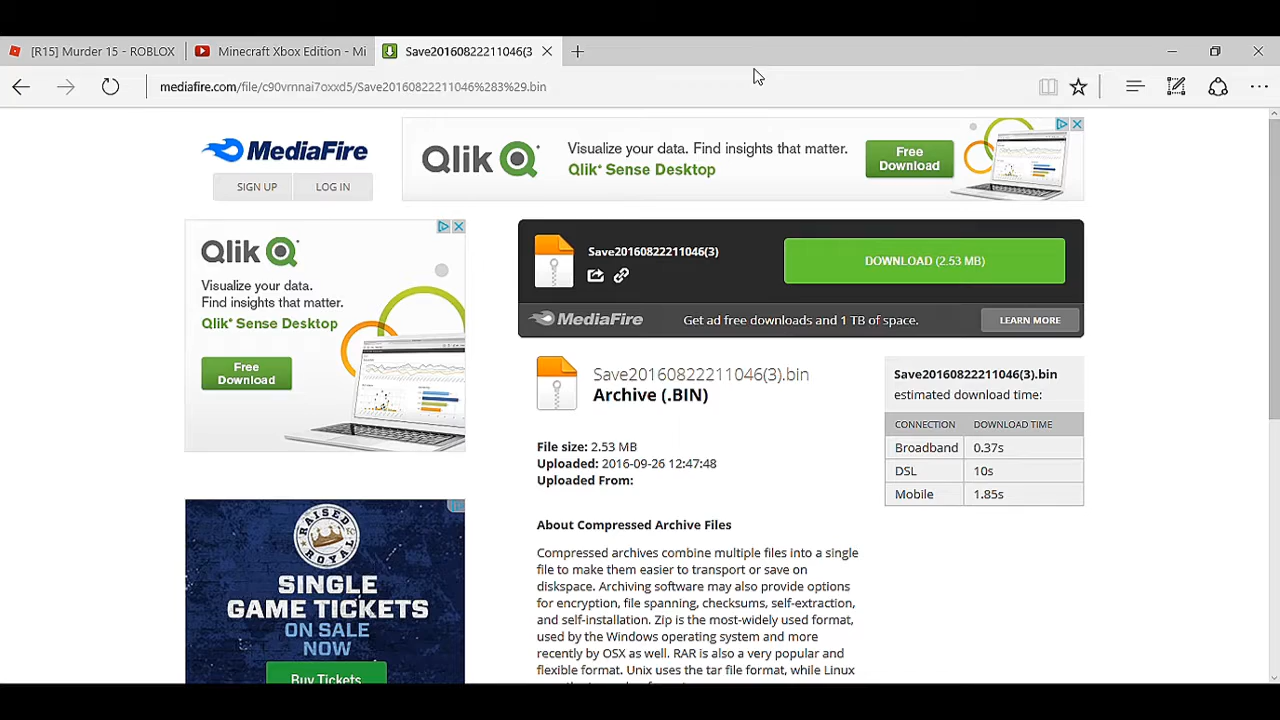 [R15] Murder 15 - ROBLOX
Minecraft Xbox Edition - Mi
Save20160822211046(3
mediafire.com/file/c90vrnnai7oxxd5/Save20160822211046%283%29.bin
MediaFire
SIGN UP
LOG IN
Qlik
Visualize your data. Find insights that matter.
Qlik® Sense Desktop
Free
Download
Qlik
Visualize your data.
Find insights that matter.
Qlik® Sense Desktop
Free
Download
Save20160822211046(3)
DOWNLOAD (2.53 MB)
MediaFire
Get ad free downloads and 1 TB of space.
LEARN MORE
Save20160822211046(3).bin
Archive (.BIN)
File size: 2.53 MB
Uploaded: 2016-09-26 12:47:48
Uploaded From:
Save20160822211046(3).bin
estimated download time:
CONNECTION DOWNLOAD TIME
Broadband 0.37s
DSL 10s
Mobile 1.85s
About Compressed Archive Files
Compressed archives combine multiple files into a single
file to make them easier to transport or save on
diskspace. Archiving software may also provide options
for encryption, file spanning, checksums, self-extraction,
and self-installation. Zip is the most-widely used format,
used by the Windows operating system and more
recently by OSX as well. RAR is also a very popular and
flexible format. Unix uses the tar file format, while Linux
RAISED
ROYAL
SINGLE
GAME TICKETS
ON SALE
NOW
Buy Tickets